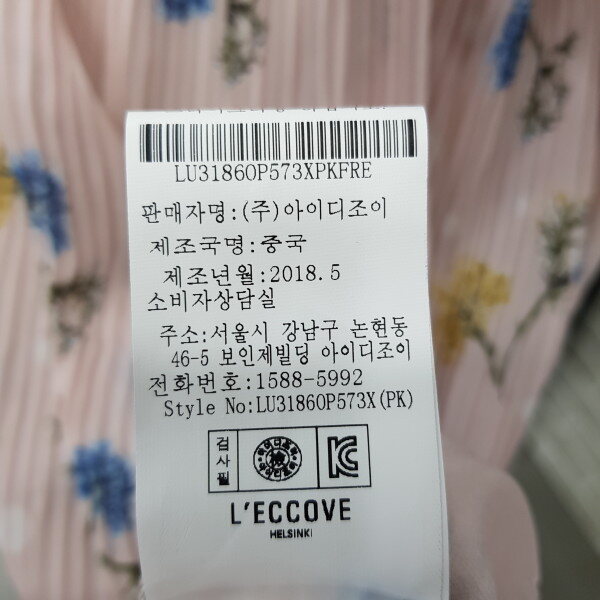 LU3186OP573XPKFRE
판매자명:(주)아이디조이
제조국명:중국
제조년월:2018.5
소비자상담실
주소:서울시 강남구 논현동
46-5 보인제빌딩 아이디조이
전화번호:1588-5992
Style No:LU3186OP573X(PK)
검사필
L'ECCOVE
HELSINKI